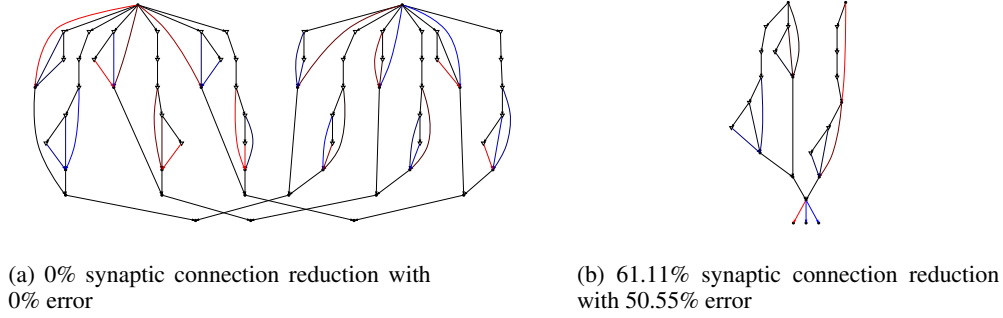 (a) 0% synaptic connection reduction with
0% error
(b) 61.11% synaptic connection reduction
with 50.55% error